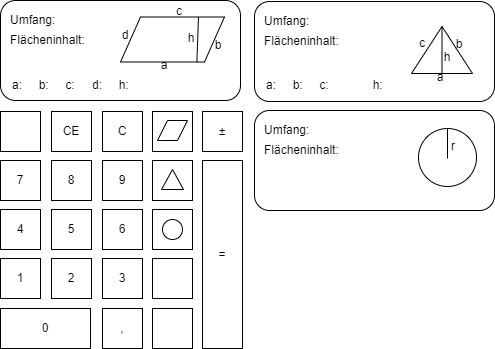 Umfang:
Flächeninhalt:
c
d
h
b
a
a: b: c: d: h:
Umfang:
Flächeninhalt:
c
b
h
a
a: b: c: h:
Umfang:
Flächeninhalt:
r
CE C ±
7 8 9
4 5 6
=
1 2 3
0 ,